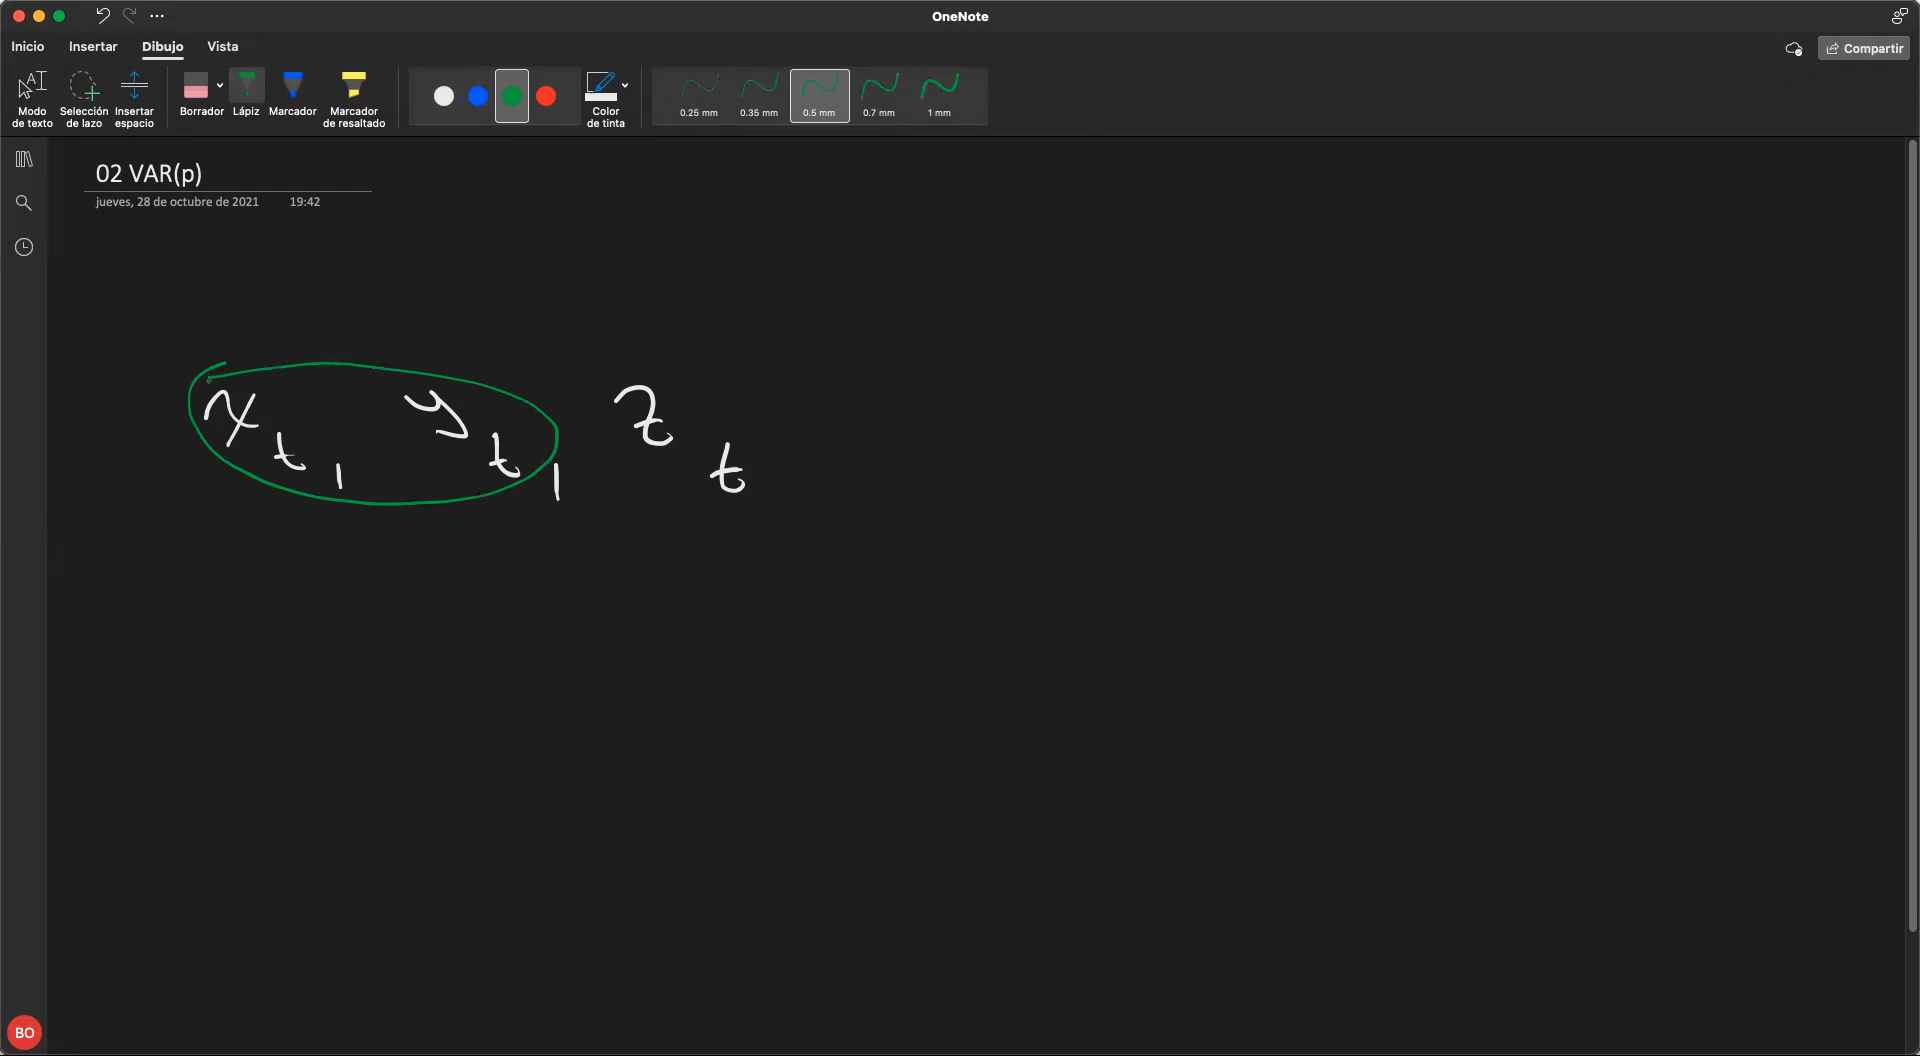 OneNote
Inicio Insertar Dibujo Vista
Compartir
Modo de texto
Selección de lazo
Insertar espacio
Borrador
Lápiz
Marcador
Marcador de resaltado
Color de tinta
0.25 mm
0.35 mm
0.5 mm
0.7 mm
1 mm
02 VAR(p)
jueves, 28 de octubre de 2021 19:42
x t 1 y t 1 z t
BO